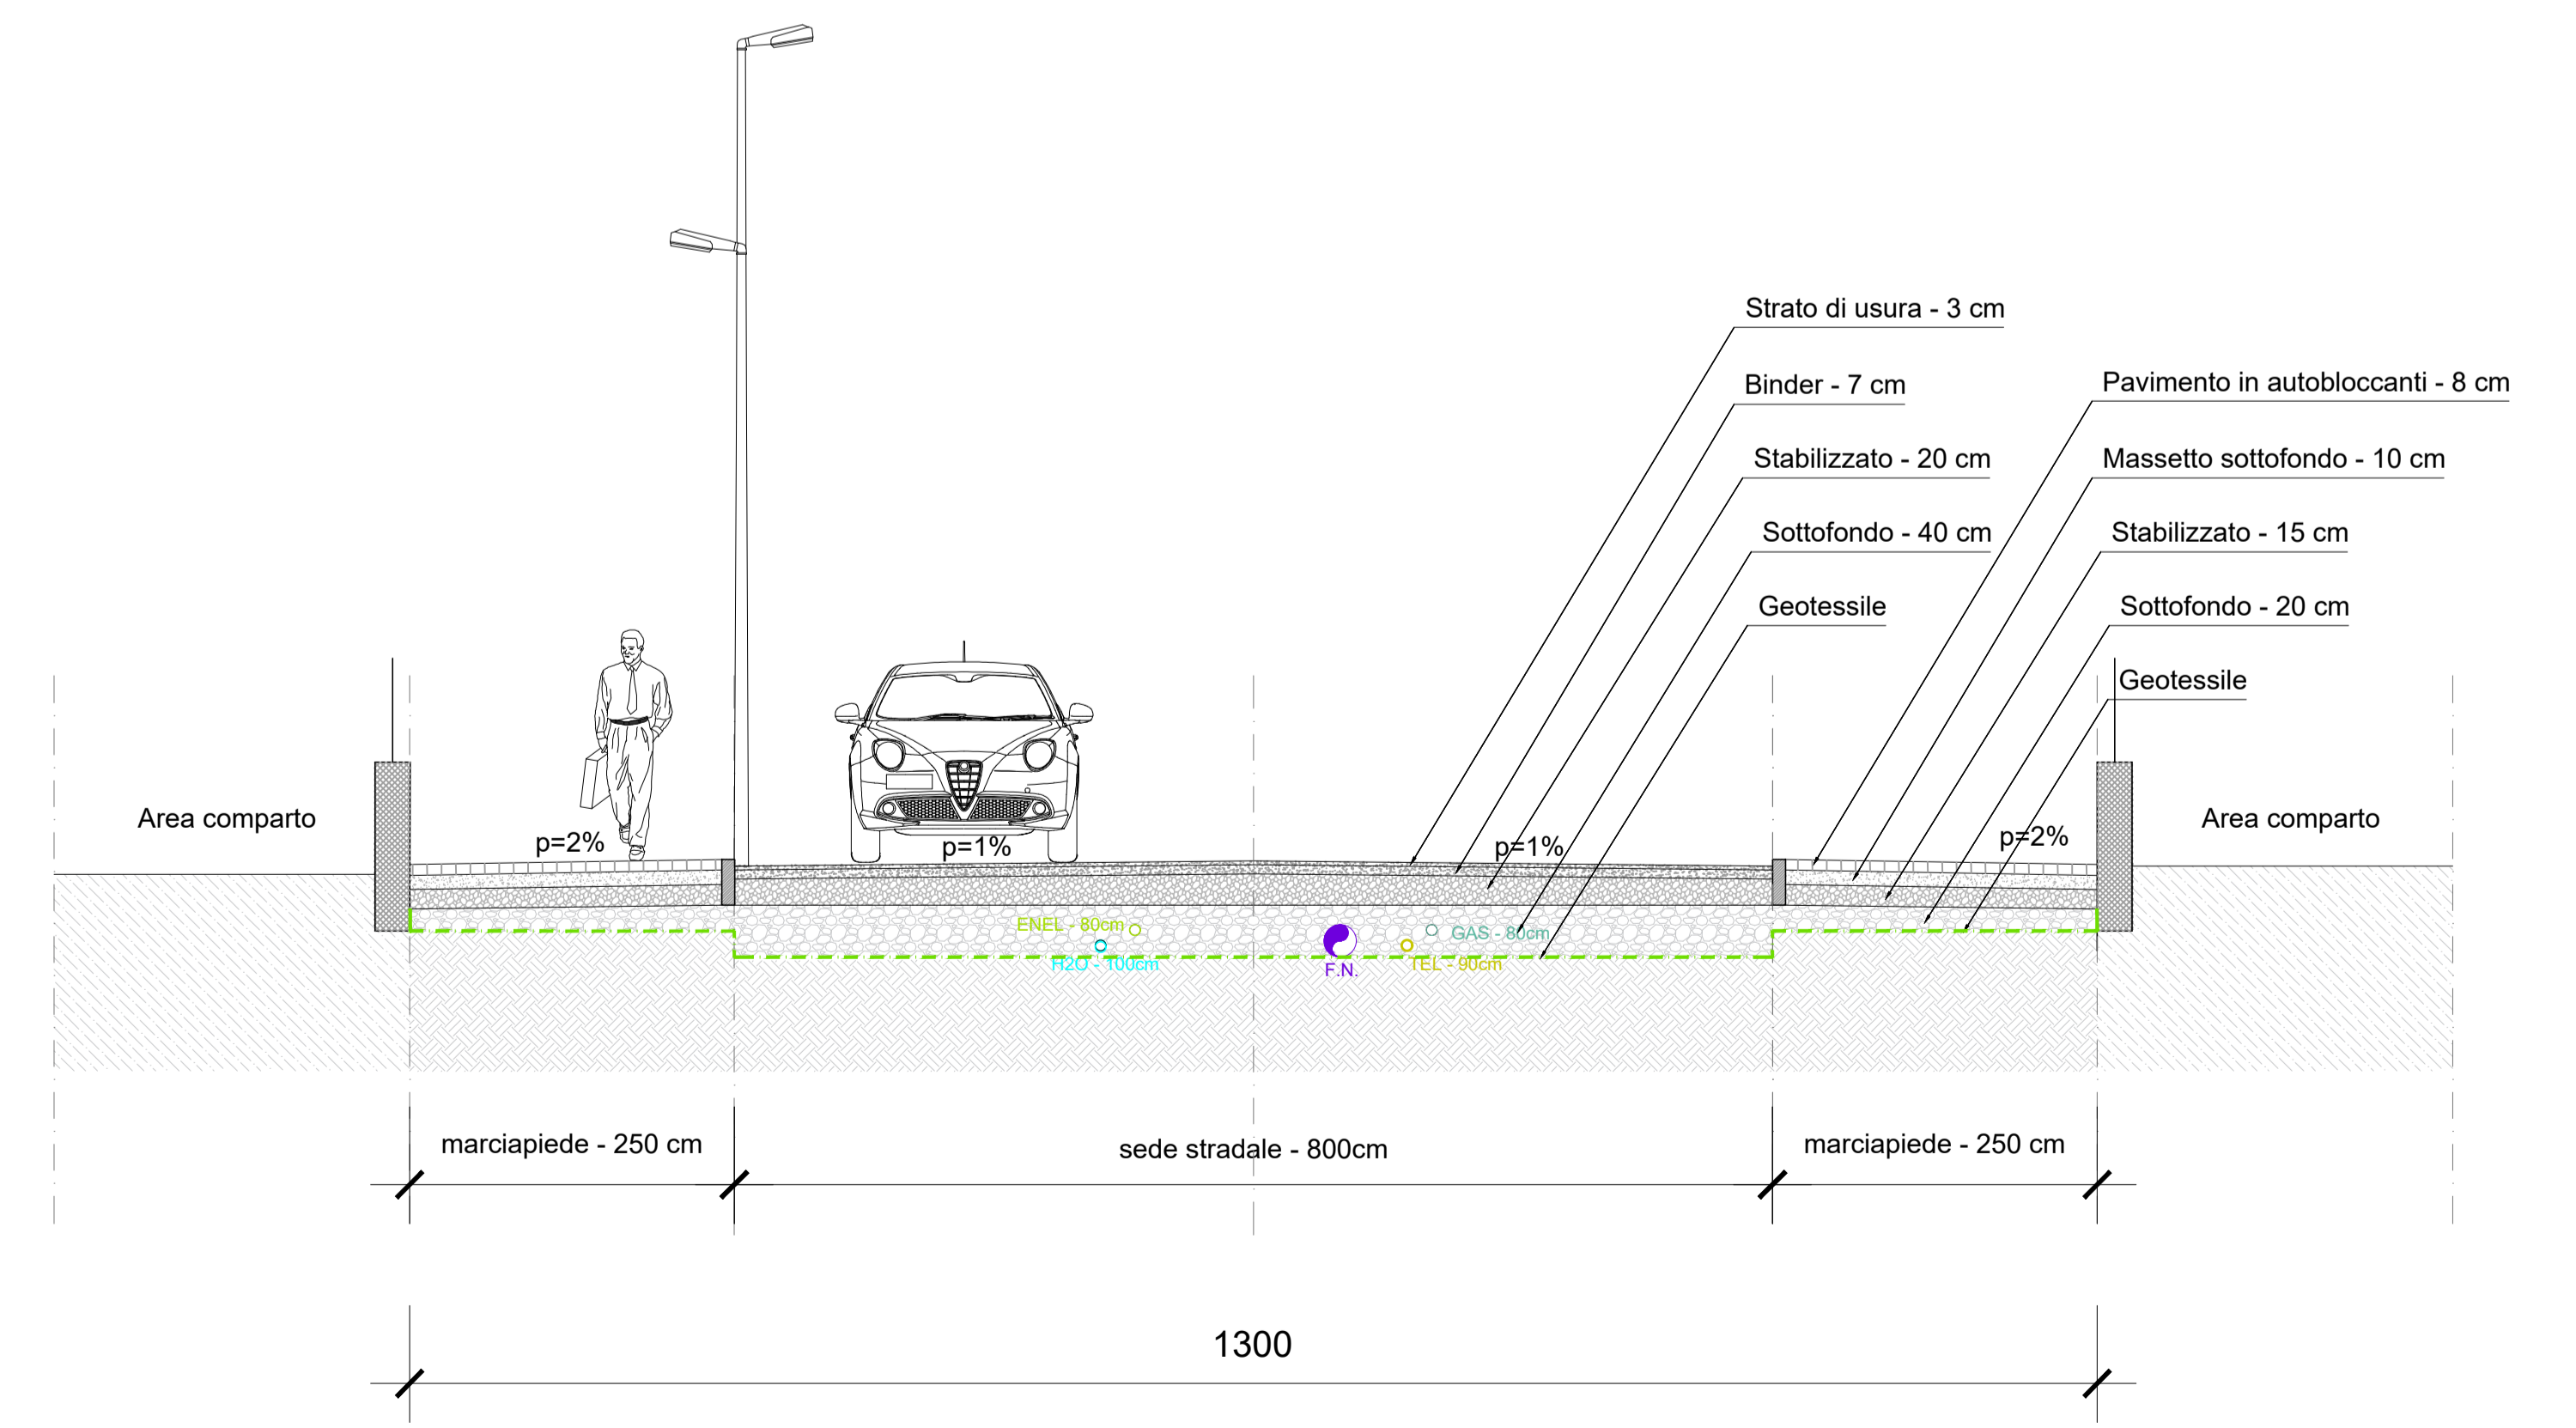 Strato di usura - 3 cm
Binder - 7 cm
Stabilizzato - 20 cm
Sottofondo - 40 cm
Geotessile
Pavimento in autobloccanti - 8 cm
Massetto sottofondo - 10 cm
Stabilizzato - 15 cm
Sottofondo - 20 cm
Geotessile
Area comparto
p=2%
p=1%
p=1%
p=2%
Area comparto
ENEL - 80cm
H2O - 100cm
F.N.
GAS - 80cm
TEL - 90cm
marciapiede - 250 cm
sede stradale - 800cm
marciapiede - 250 cm
1300